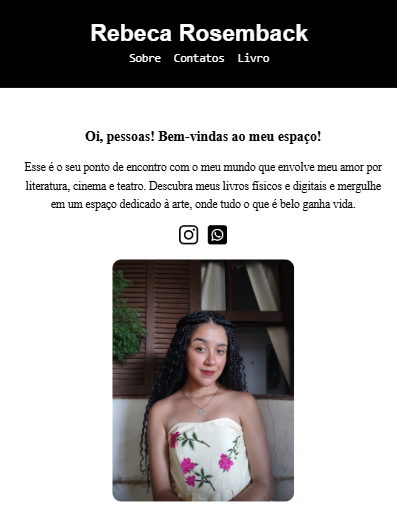 Rebeca Rosemback
Sobre Contatos Livro
Oi, pessoas! Bem-vindas ao meu espaço!
Esse é o seu ponto de encontro com o meu mundo que envolve meu amor por
literatura, cinema e teatro. Descubra meus livros físicos e digitais e mergulhe
em um espaço dedicado à arte, onde tudo o que é belo ganha vida.